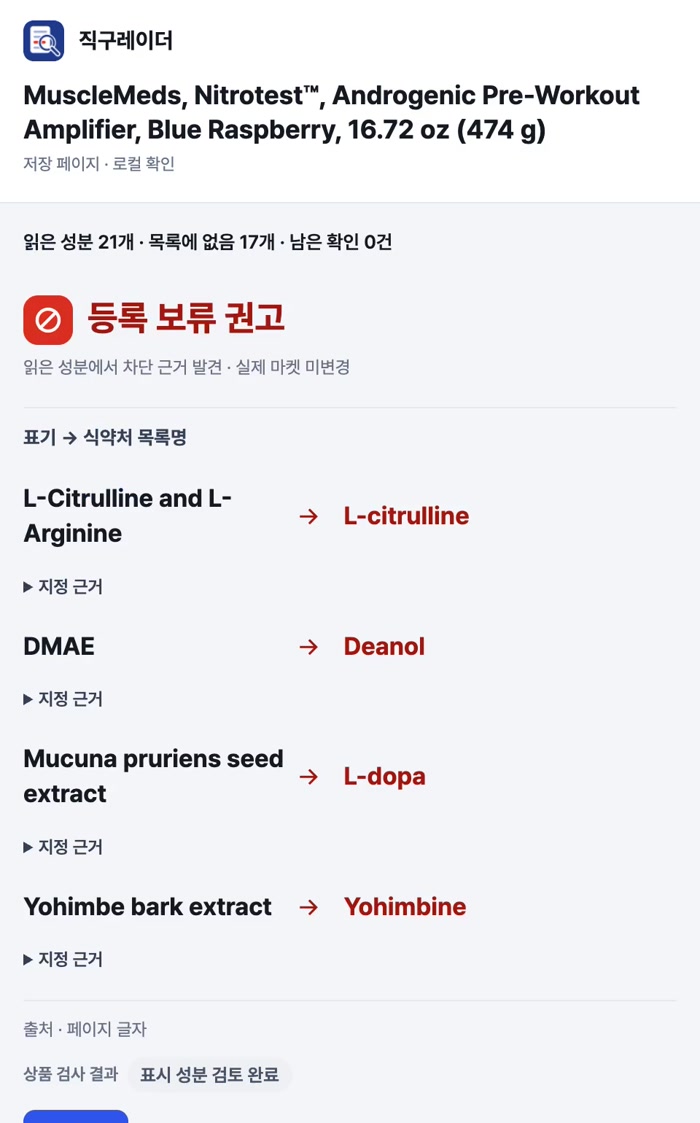 직구레이더
MuscleMeds, Nitrotest™, Androgenic Pre-Workout
Amplifier, Blue Raspberry, 16.72 oz (474 g)
저장 페이지 · 로컬 확인
읽은 성분 21개 · 목록에 없음 17개 · 남은 확인 0건
등록 보류 권고
읽은 성분에서 차단 근거 발견 · 실제 마켓 미변경
표기 → 식약처 목록명
L-Citrulline and L-
Arginine → L-citrulline
▶ 지정 근거
DMAE → Deanol
▶ 지정 근거
Mucuna pruriens seed
extract → L-dopa
▶ 지정 근거
Yohimbe bark extract → Yohimbine
▶ 지정 근거
출처 · 페이지 글자
상품 검사 결과 표시 성분 검토 완료